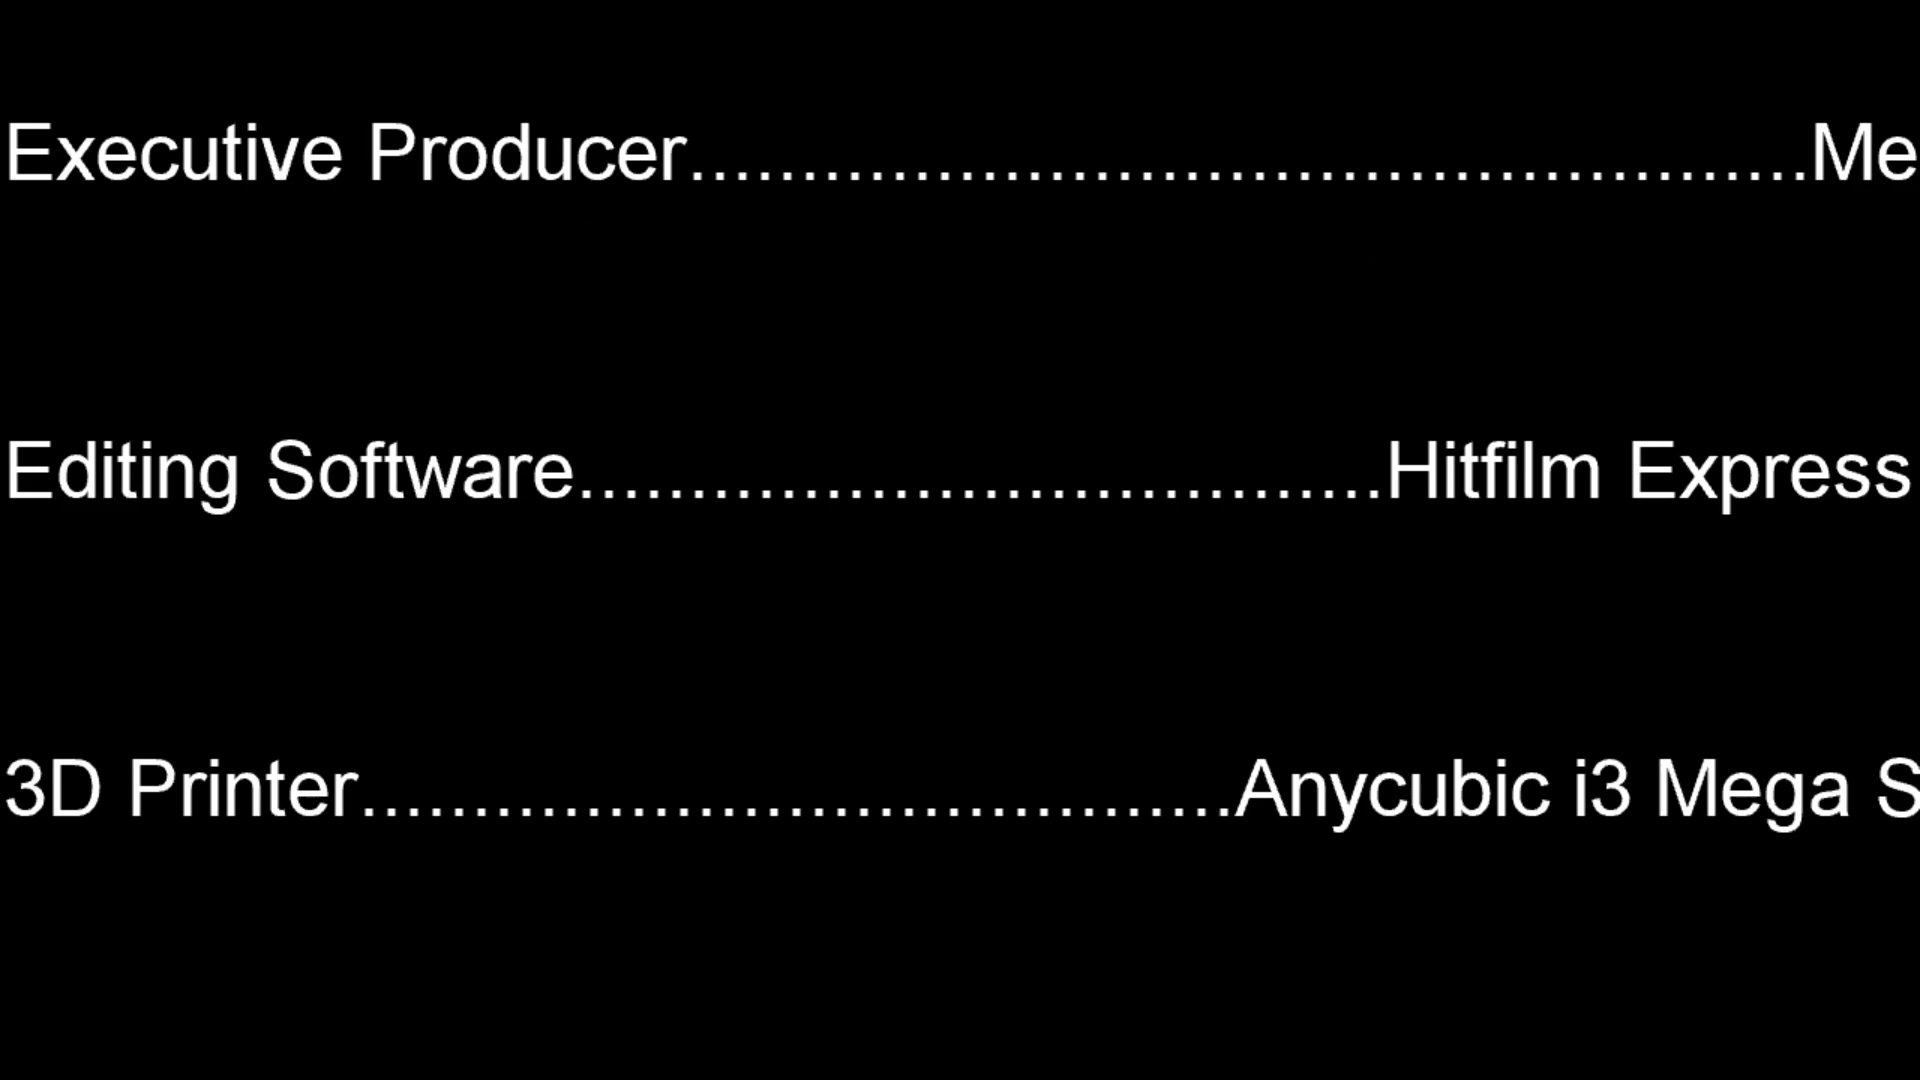 Executive Producer..................................................Me
Editing Software....................................Hitfilm Express
3D Printer.......................................Anycubic i3 Mega S